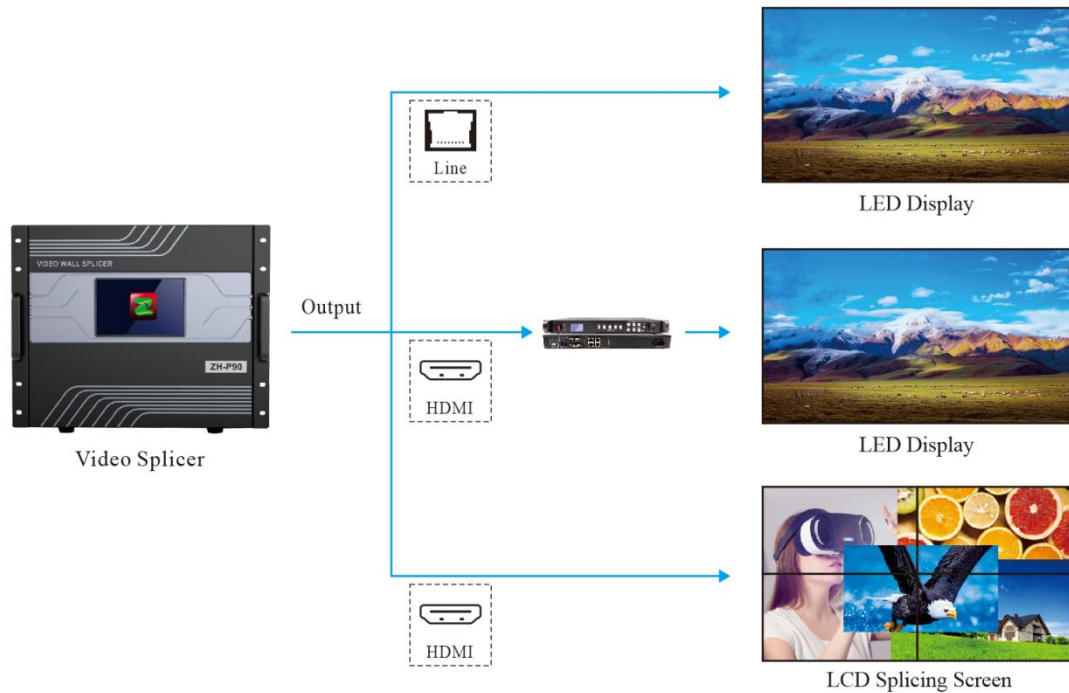 Line
LED Display
VIDEO WALL SPLICER
ZH-P90
Output
Video Splicer
HDMI
LED Display
HDMI
LCD Splicing Screen